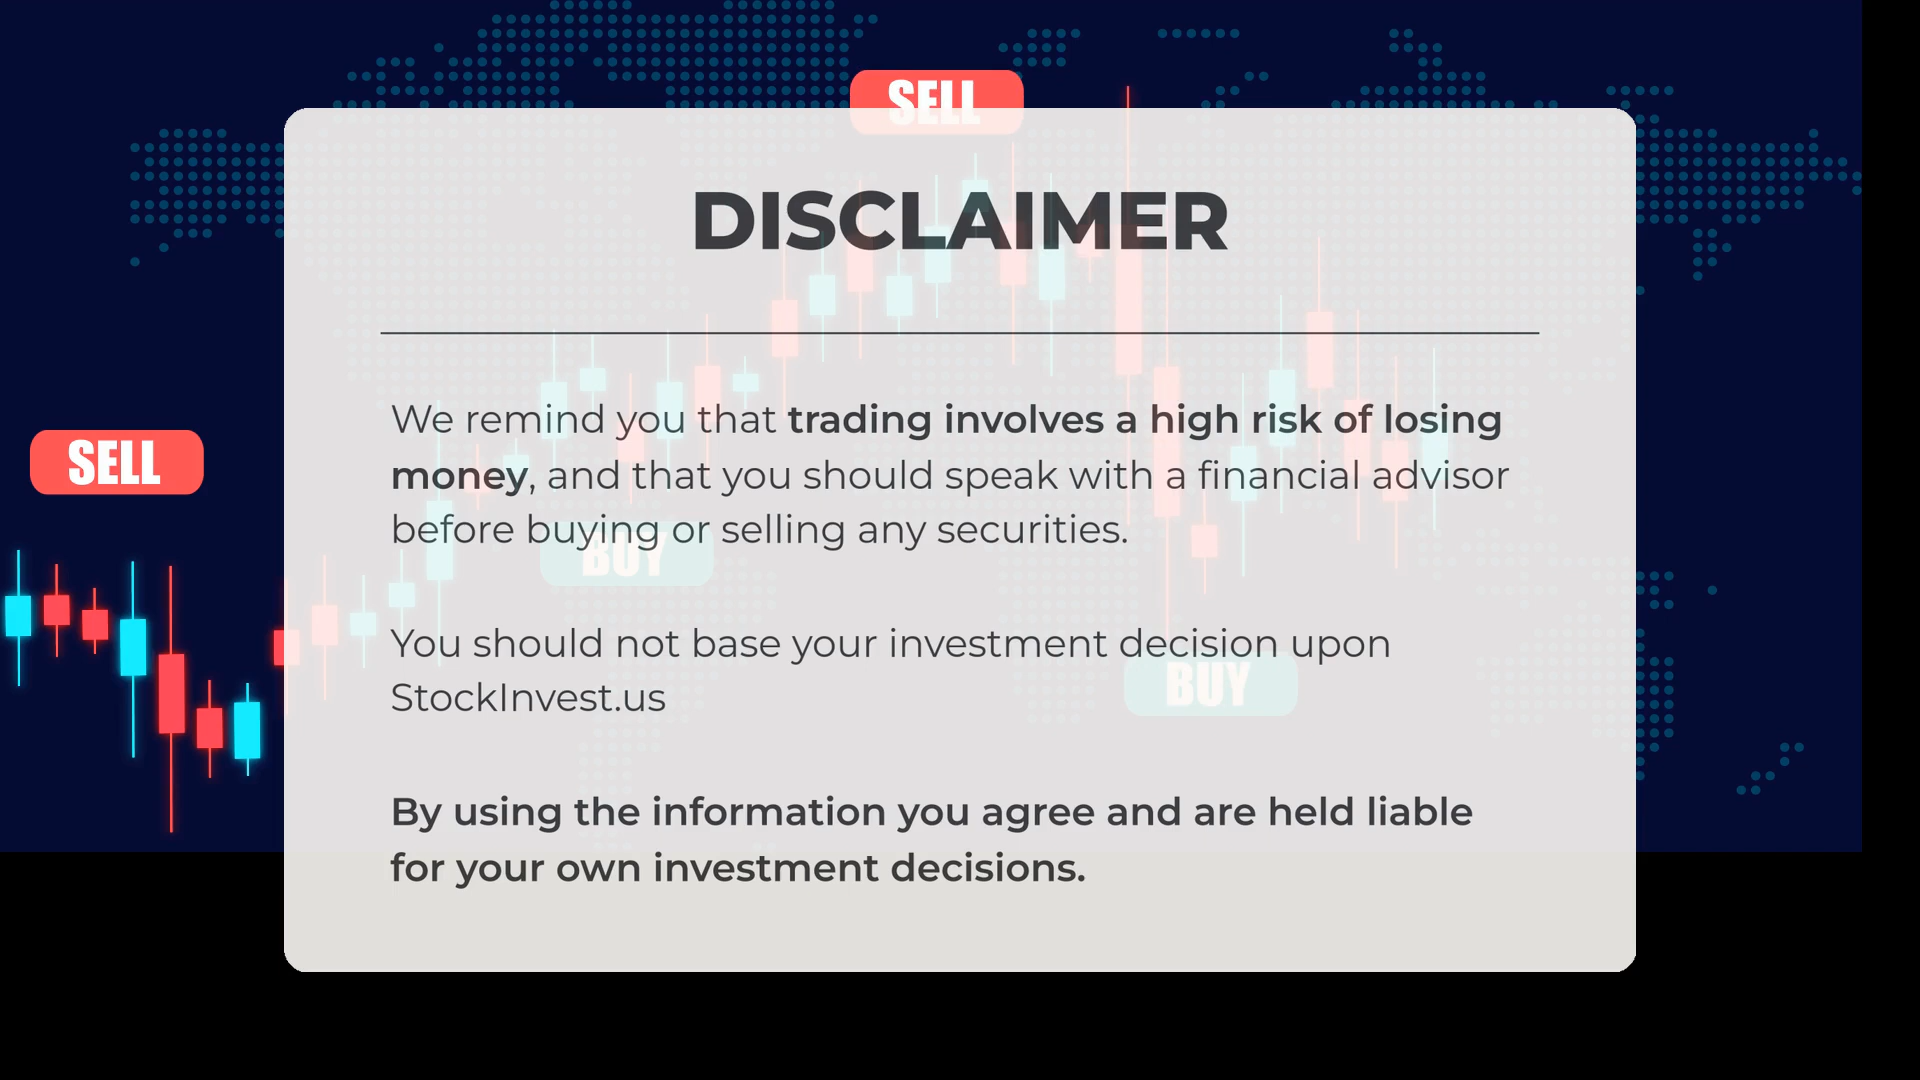 SELL
DISCLAIMER
We remind you that trading involves a high risk of losing
money, and that you should speak with a financial advisor
before buying or selling any securities.
SELL
BUY
You should not base your investment decision upon
StockInvest.us
BUY
By using the information you agree and are held liable
for your own investment decisions.